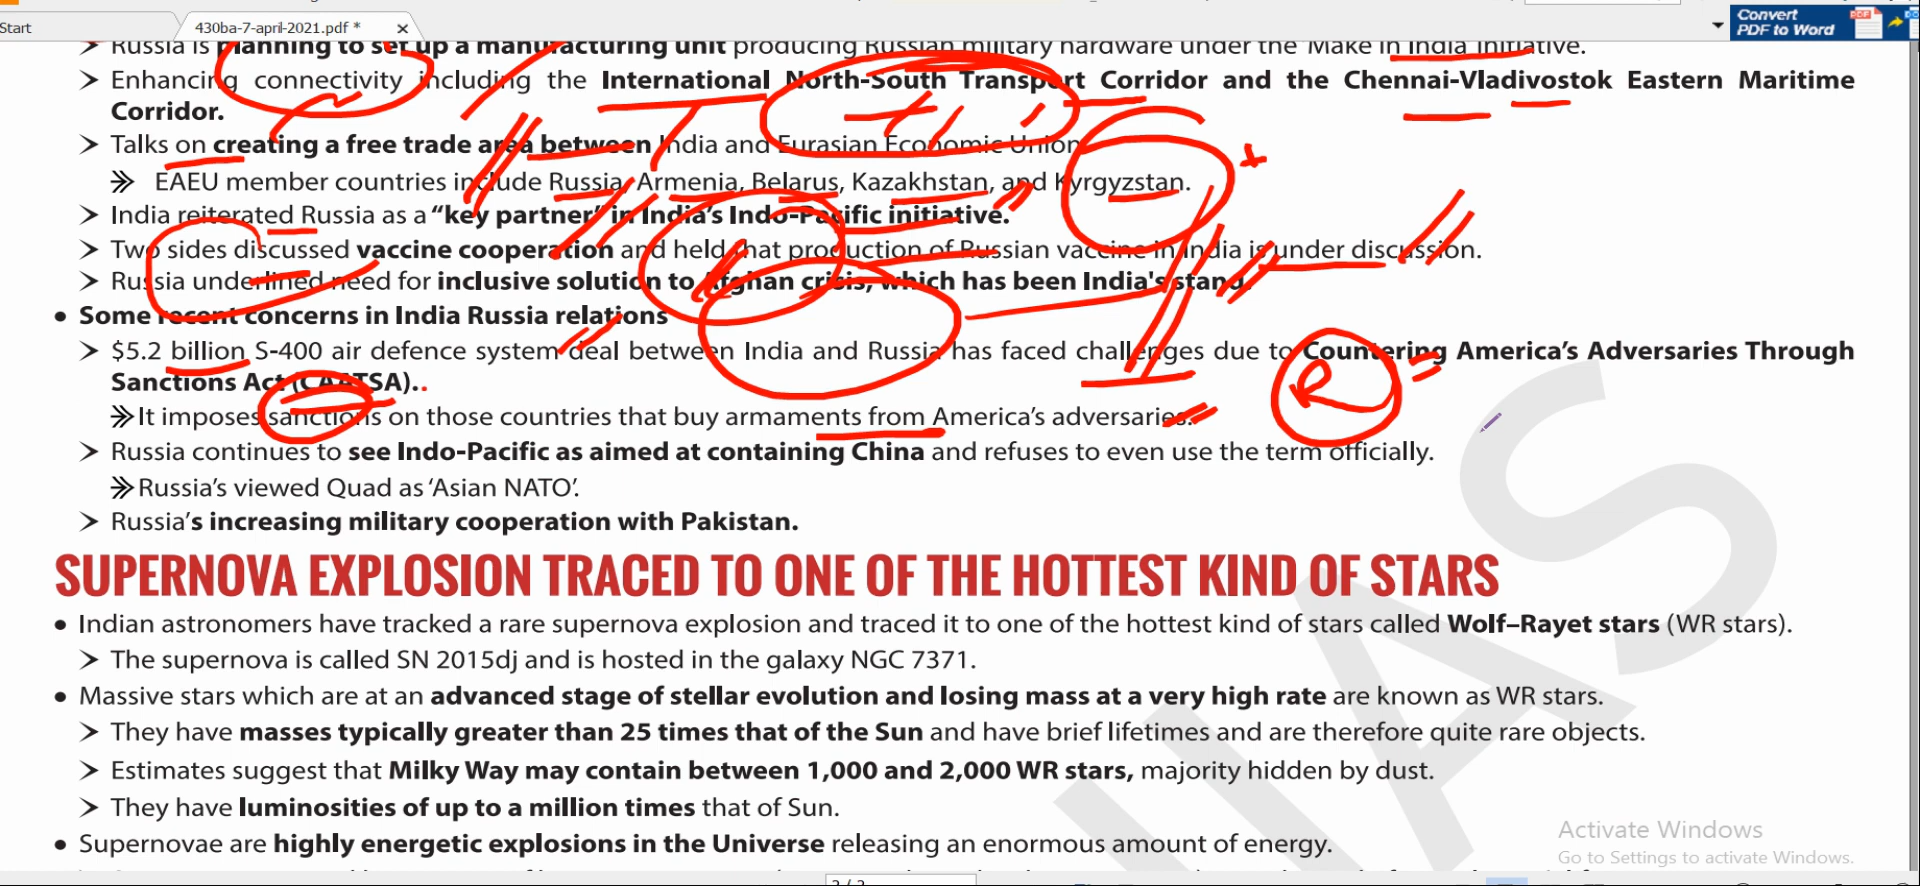 Start
430ba-7-april-2021.pdf *
Convert
PDF to Word
➤ Russia is planning to set up a manufacturing unit producing Russian military hardware under the Make in India initiative.
➤ Enhancing connectivity including the International North-South Transport Corridor and the Chennai-Vladivostok Eastern Maritime
Corridor.
➤ Talks on creating a free trade area between India and Eurasian Economic Union
EAEU member countries include Russia, Armenia, Belarus, Kazakhstan, and Kyrgyzstan.
➤ India reiterated Russia as a “key partner” in India’s Indo-Pacific initiative.
➤ Two sides discussed vaccine cooperation and held that production of Russian vaccine in India is under discussion.
➤ Russia underlined need for inclusive solution to Afghan crisis, which has been India's stand.
• Some recent concerns in India Russia relations
➤ $5.2 billion S-400 air defence system deal between India and Russia has faced challenges due to Countering America’s Adversaries Through
Sanctions Act (CAATSA)..
It imposes sanctions on those countries that buy armaments from America’s adversaries.
➤ Russia continues to see Indo-Pacific as aimed at containing China and refuses to even use the term officially.
Russia’s viewed Quad as ‘Asian NATO’.
➤ Russia’s increasing military cooperation with Pakistan.
SUPERNOVA EXPLOSION TRACED TO ONE OF THE HOTTEST KIND OF STARS
• Indian astronomers have tracked a rare supernova explosion and traced it to one of the hottest kind of stars called Wolf–Rayet stars (WR stars).
➤ The supernova is called SN 2015dj and is hosted in the galaxy NGC 7371.
• Massive stars which are at an advanced stage of stellar evolution and losing mass at a very high rate are known as WR stars.
➤ They have masses typically greater than 25 times that of the Sun and have brief lifetimes and are therefore quite rare objects.
➤ Estimates suggest that Milky Way may contain between 1,000 and 2,000 WR stars, majority hidden by dust.
➤ They have luminosities of up to a million times that of Sun.
• Supernovae are highly energetic explosions in the Universe releasing an enormous amount of energy.
Activate Windows
Go to Settings to activate Windows.
IAS